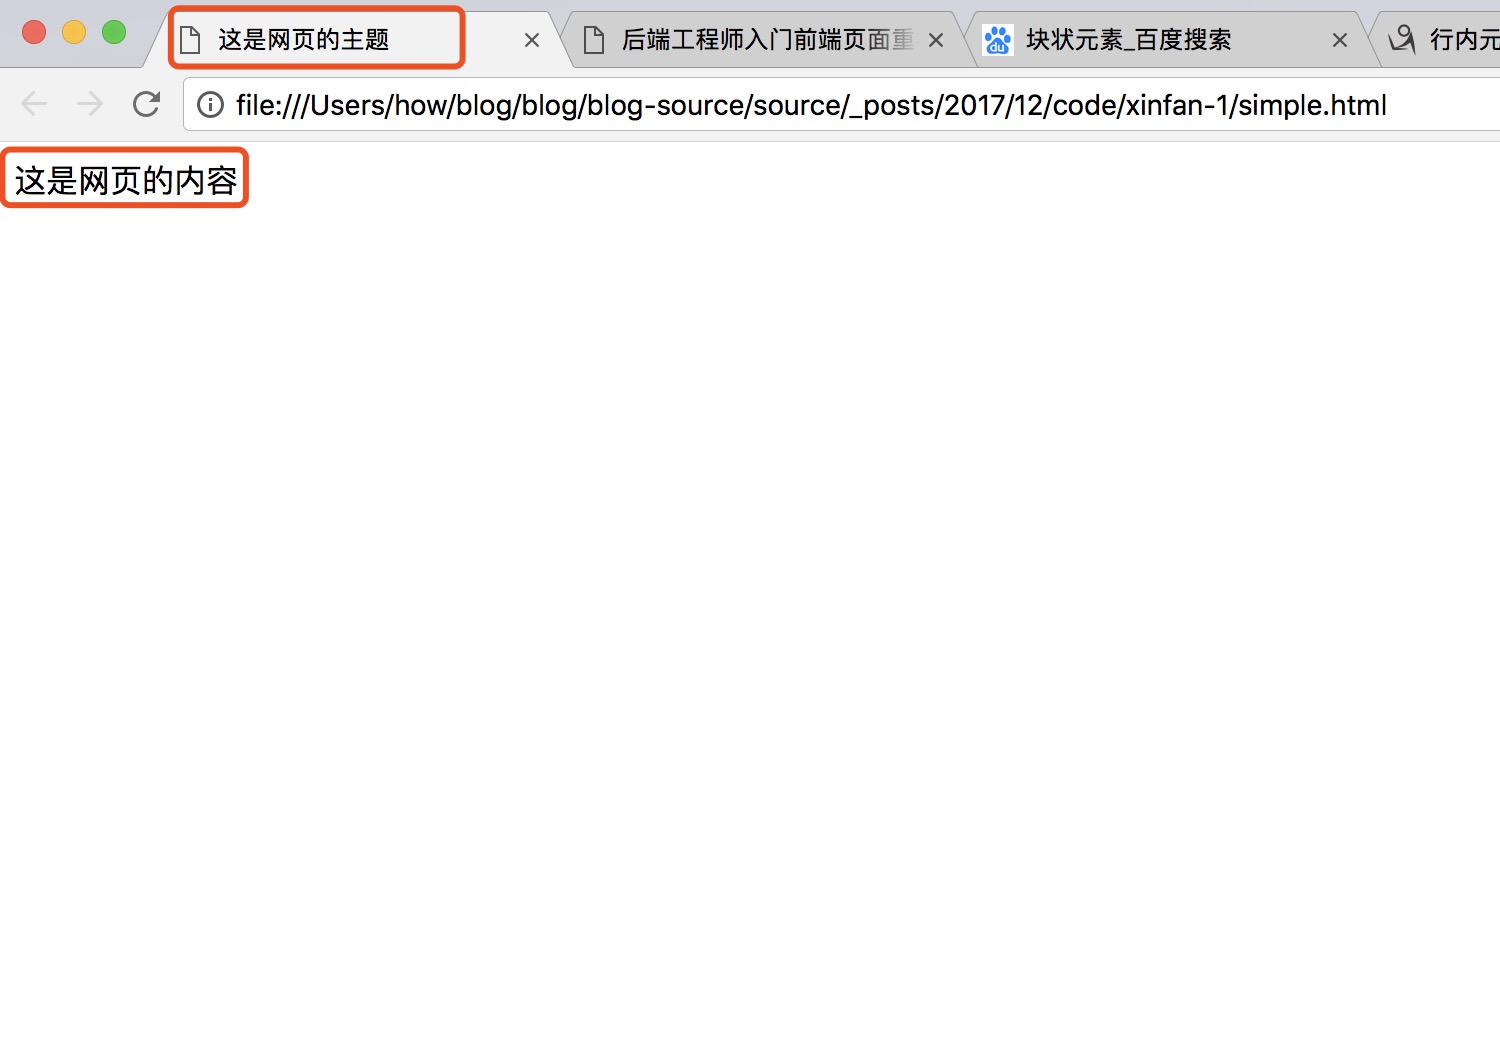 这是网页的主题
后端工程师入门前端页面重
块状元素_百度搜索
行内元
file:///Users/how/blog/blog/blog-source/source/_posts/2017/12/code/xinfan-1/simple.html
这是网页的内容